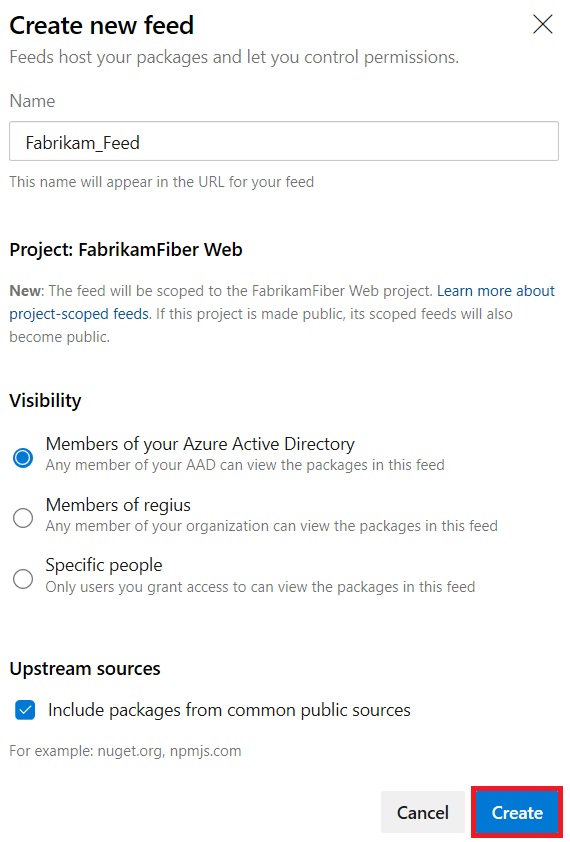 Create new feed
Feeds host your packages and let you control permissions.
Name
Fabrikam_Feed
This name will appear in the URL for your feed
Project: FabrikamFiber Web
New: The feed will be scoped to the FabrikamFiber Web project. Learn more about
project-scoped feeds. If this project is made public, its scoped feeds will also
become public.
Visibility
Members of your Azure Active Directory
Any member of your AAD can view the packages in this feed
Members of regius
Any member of your organization can view the packages in this feed
Specific people
Only users you grant access to can view the packages in this feed
Upstream sources
Include packages from common public sources
For example: nuget.org, npmjs.com
Cancel Create